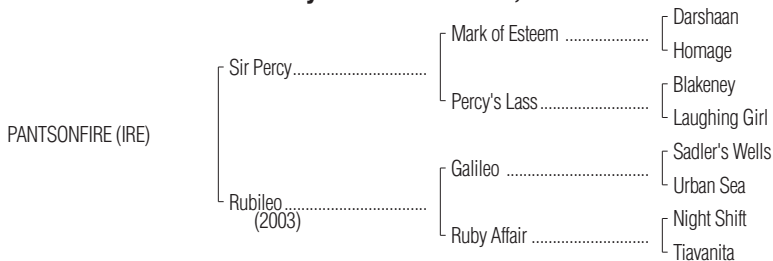 Darshaan
Mark of Esteem
Homage
Sir Percy
Blakeney
Percy's Lass
Laughing Girl
PANTSONFIRE (IRE)
Sadler's Wells
Galileo
Urban Sea
Rubileo
(2003)
Night Shift
Ruby Affair
Tiavanita